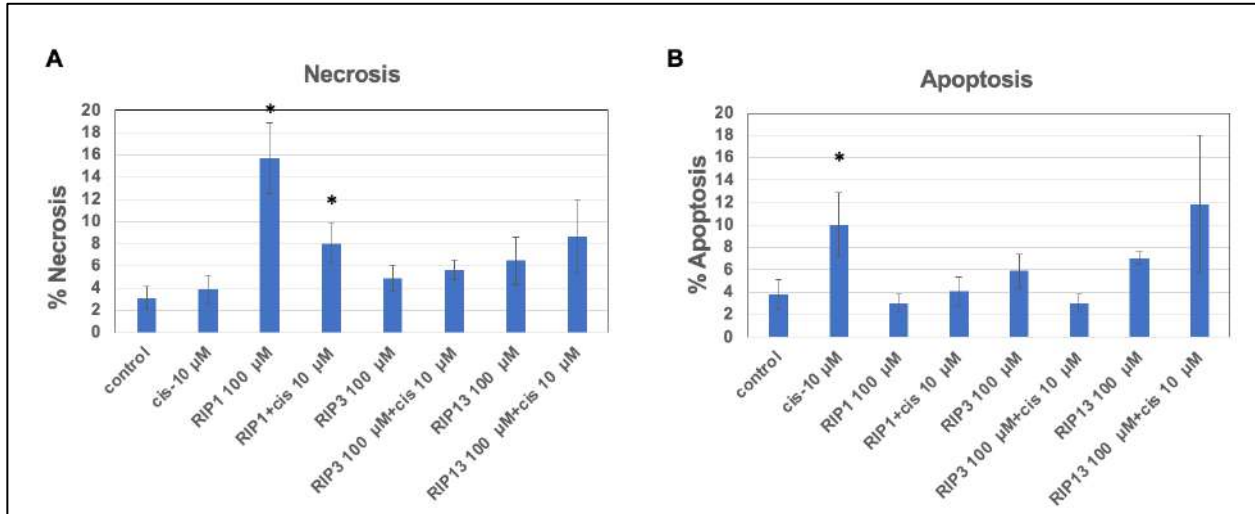 A
Necrosis
% Necrosis
20
18
16
14
12
10
8
6
4
2
0
*
*
control
cis-10 µM
RIP1 100 µM
RIP1+cis 10 µM
RIP3 100 µM
RIP3 100 µM+cis 10 µM
RIP13 100 µM
RIP13 100 µM+cis 10 µM
B
Apoptosis
% Apoptosis
20
18
16
14
12
10
8
6
4
2
0
*
control
cis-10 µM
RIP1 100 µM
RIP1+cis 10 µM
RIP3 100 µM
RIP3 100 µM+cis 10 µM
RIP13 100 µM
RIP13 100 µM+cis 10 µM